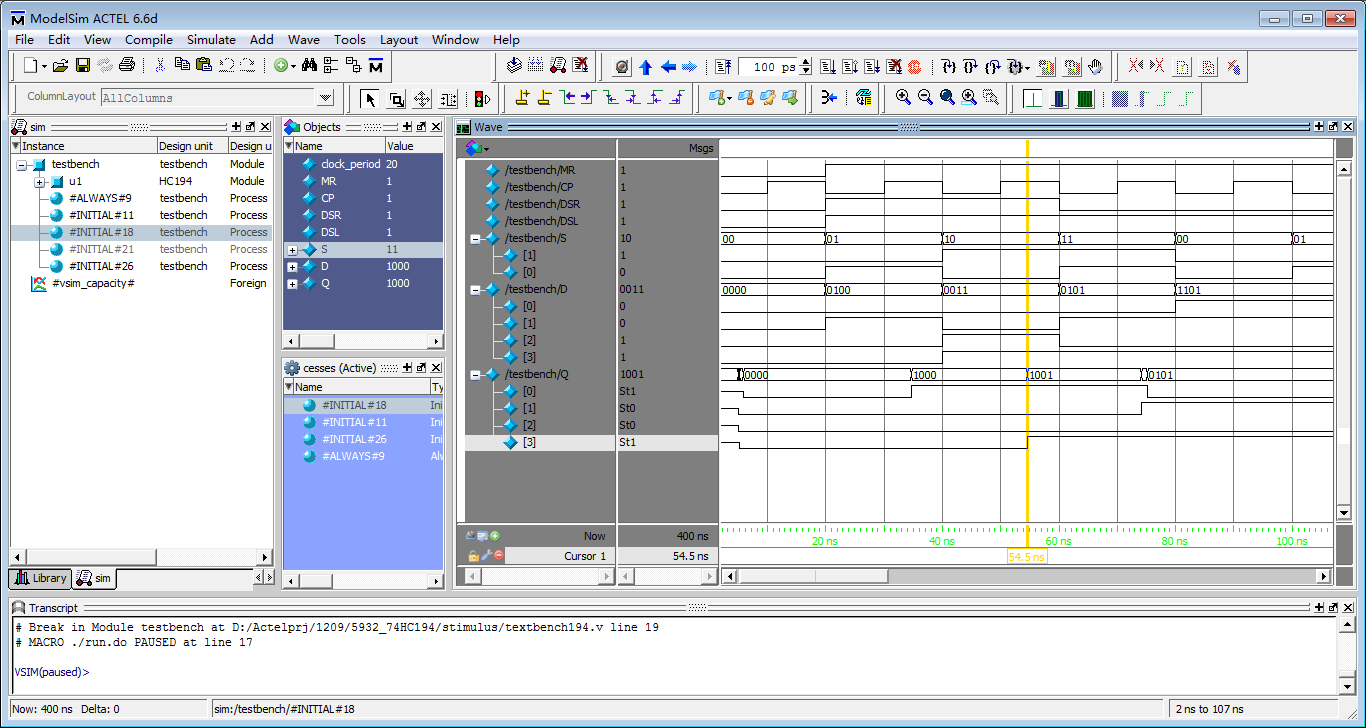 ModelSim ACTEL 6.6d
File Edit View Compile Simulate Add Wave Tools Layout Window Help
100 ps
ColumnLayout AllColumns
sim
Instance Design unit Design u
testbench testbench Module
u1 HC194 Module
#ALWAYS#9 testbench Process
#INITIAL#11 testbench Process
#INITIAL#18 testbench Process
#INITIAL#21 testbench Process
#INITIAL#26 testbench Process
#vsim_capacity# Foreign
Library sim
Objects
Name Value
clock_period 20
MR 1
CP 1
DSR 1
DSL 1
S 11
D 1000
Q 1000
cesses (Active)
Name Ty
#INITIAL#18 Ini
#INITIAL#11 Ini
#INITIAL#26 Ini
#ALWAYS#9 Alv
Wave
Msgs
/testbench/MR 1
/testbench/CP 1
/testbench/DSR 1
/testbench/DSL 1
/testbench/S 10 00 01 10 11 00 01
[1] 1
[0] 0
/testbench/D 0011 0000 0100 0011 0101 1101
[0] 0
[1] 0
[2] 1
[3] 1
/testbench/Q 1001 0000 1000 1001 0101
[0] St1
[1] St0
[2] St0
[3] St1
Now 400 ns 20 ns 40 ns 60 ns 80 ns 100 ns
Cursor 1 54.5 ns 54.5 ns
Transcript
# Break in Module testbench at D:/Actelprj/1209/5932_74HC194/stimulus/textbench194.v line 19
# MACRO ./run.do PAUSED at line 17
VSIM(paused)>
Now: 400 ns Delta: 0 sim:/testbench/#INITIAL#18 2 ns to 107 ns